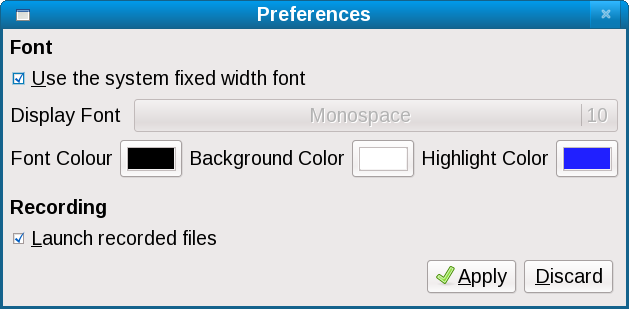 Preferences
Font
Use the system fixed width font
Display Font Monospace 10
Font Colour Background Color Highlight Color
Recording
Launch recorded files
Apply Discard